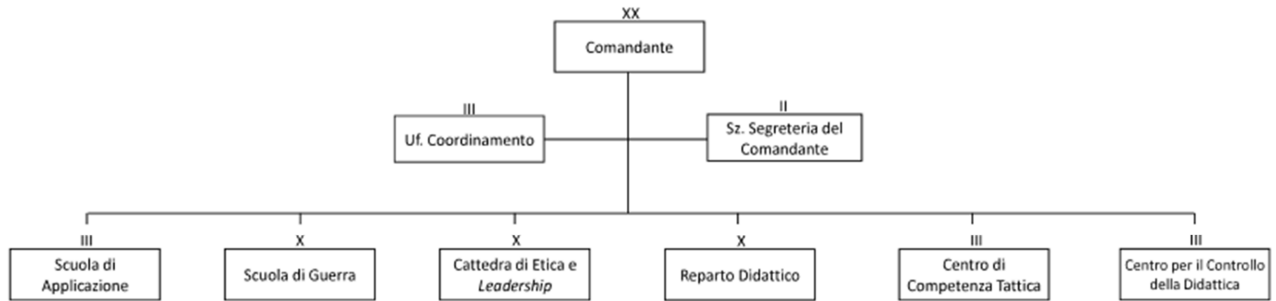 XX
Comandante
III
Uf. Coordinamento
II
Sz. Segreteria del
Comandante
III
Scuola di
Applicazione
X
Scuola di Guerra
X
Cattedra di Etica e
Leadership
X
Reparto Didattico
III
Centro di
Competenza Tattica
III
Centro per il Controllo
della Didattica